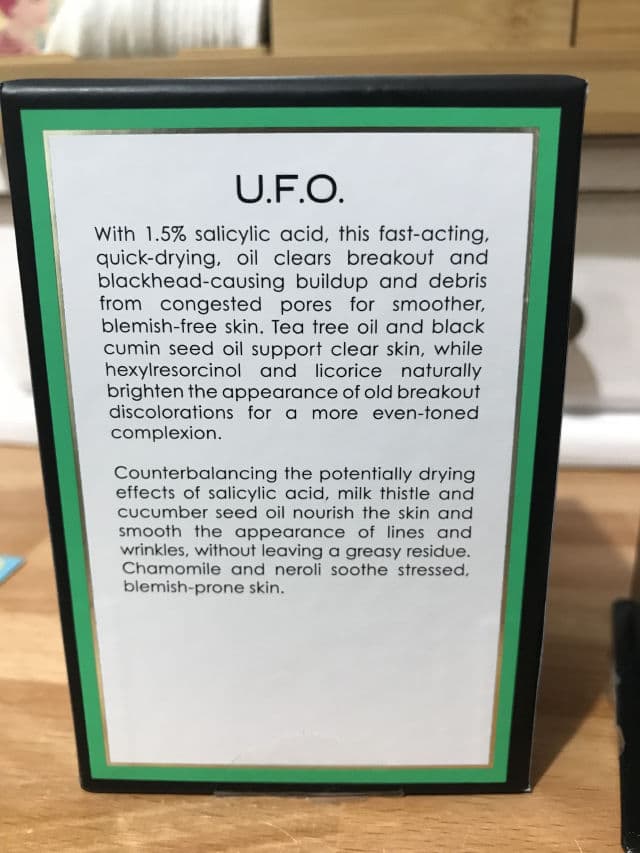 U.F.O.
With 1.5% salicylic acid, this fast-acting,
quick-drying, oil clears breakout and
blackhead-causing buildup and debris
from congested pores for smoother,
blemish-free skin. Tea tree oil and black
cumin seed oil support clear skin, while
hexylresorcinol and licorice naturally
brighten the appearance of old breakout
discolorations for a more even-toned
complexion.
Counterbalancing the potentially drying
effects of salicylic acid, milk thistle and
cucumber seed oil nourish the skin and
smooth the appearance of lines and
wrinkles, without leaving a greasy residue.
Chamomile and neroli soothe stressed,
blemish-prone skin.